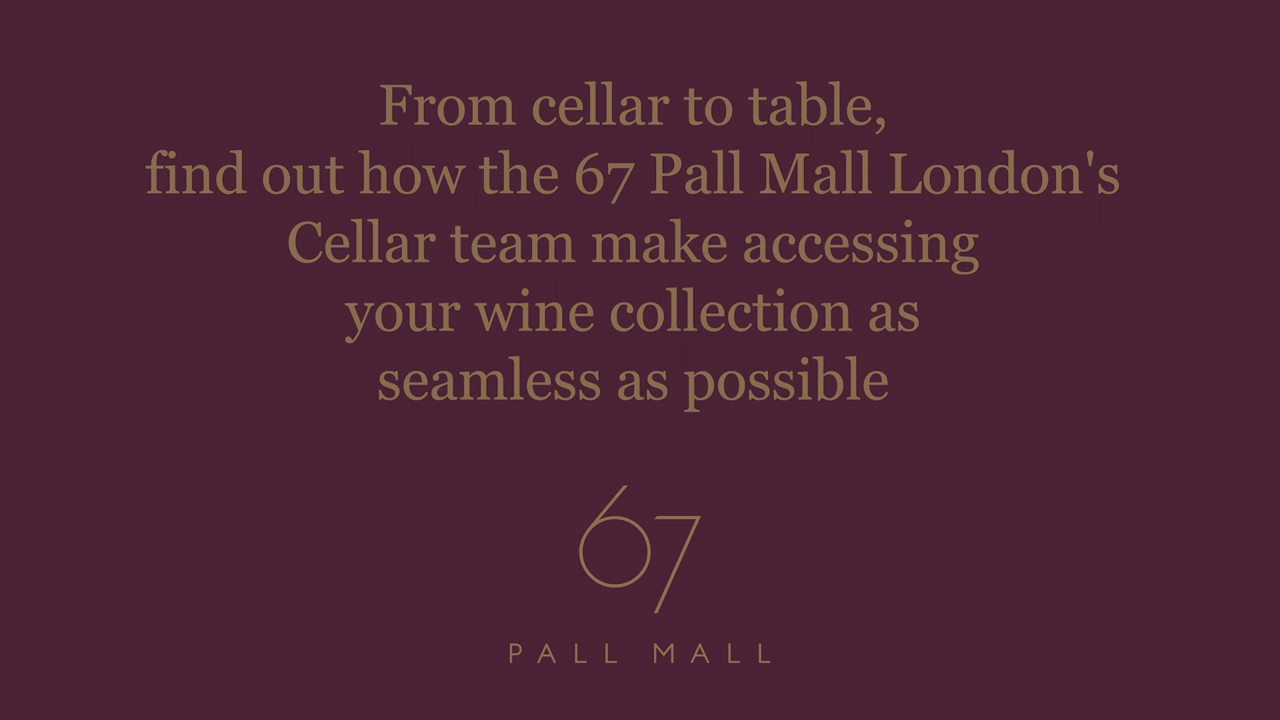 From cellar to table,
find out how the 67 Pall Mall London's
Cellar team make accessing
your wine collection as
seamless as possible
67
PALL MALL